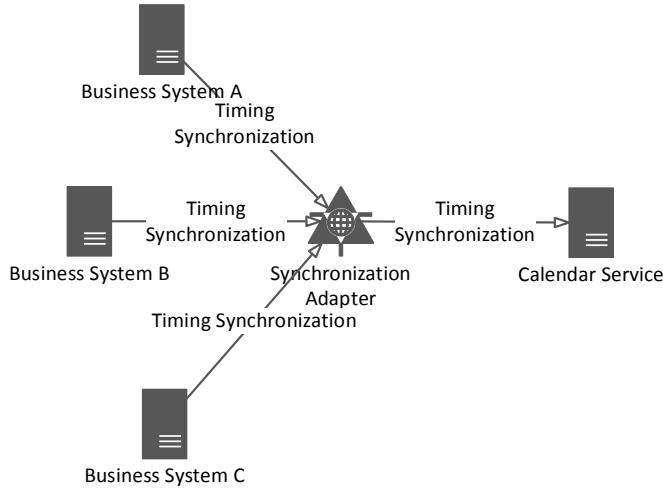 Business System A
Timing
Synchronization
Timing
Synchronization
Timing
Synchronization
Business System B
Synchronization
Adapter
Calendar Service
Timing Synchronization
Business System C